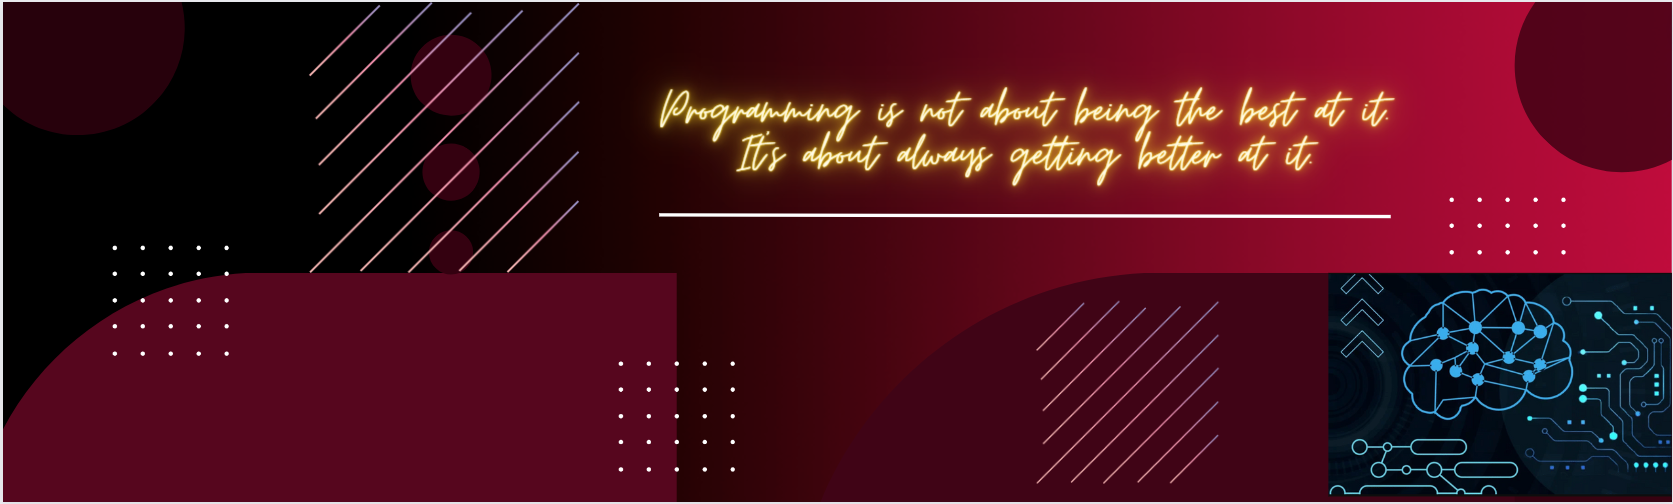 Programming is not about being the best at it.
It's about always getting better at it.